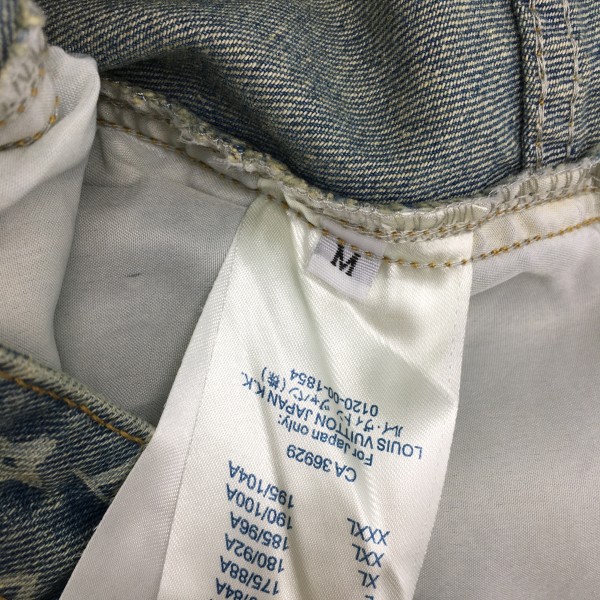 175/88A
L 180/92A
XL 185/96A
XXL 190/100A
XXXL 195/104A
CA 36929
For Japan only:
LOUIS VUITTON JAPAN K.K.
ルイ・ヴィトン ジャパン(株)
0120-00-1854
M